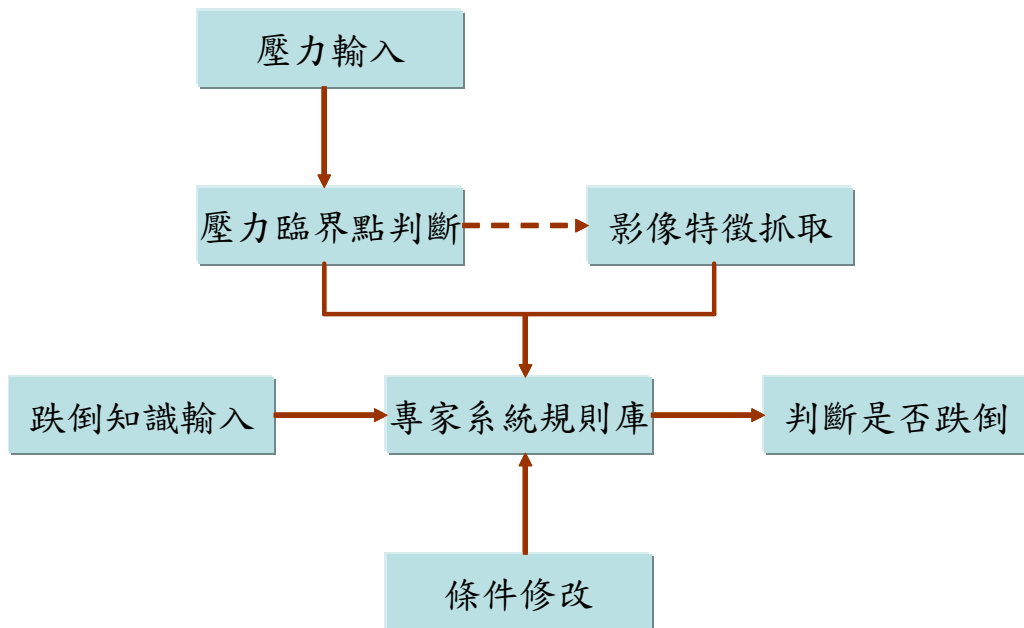 壓力輸入
壓力臨界點判斷
影像特徵抓取
跌倒知識輸入
專家系統規則庫
判斷是否跌倒
條件修改